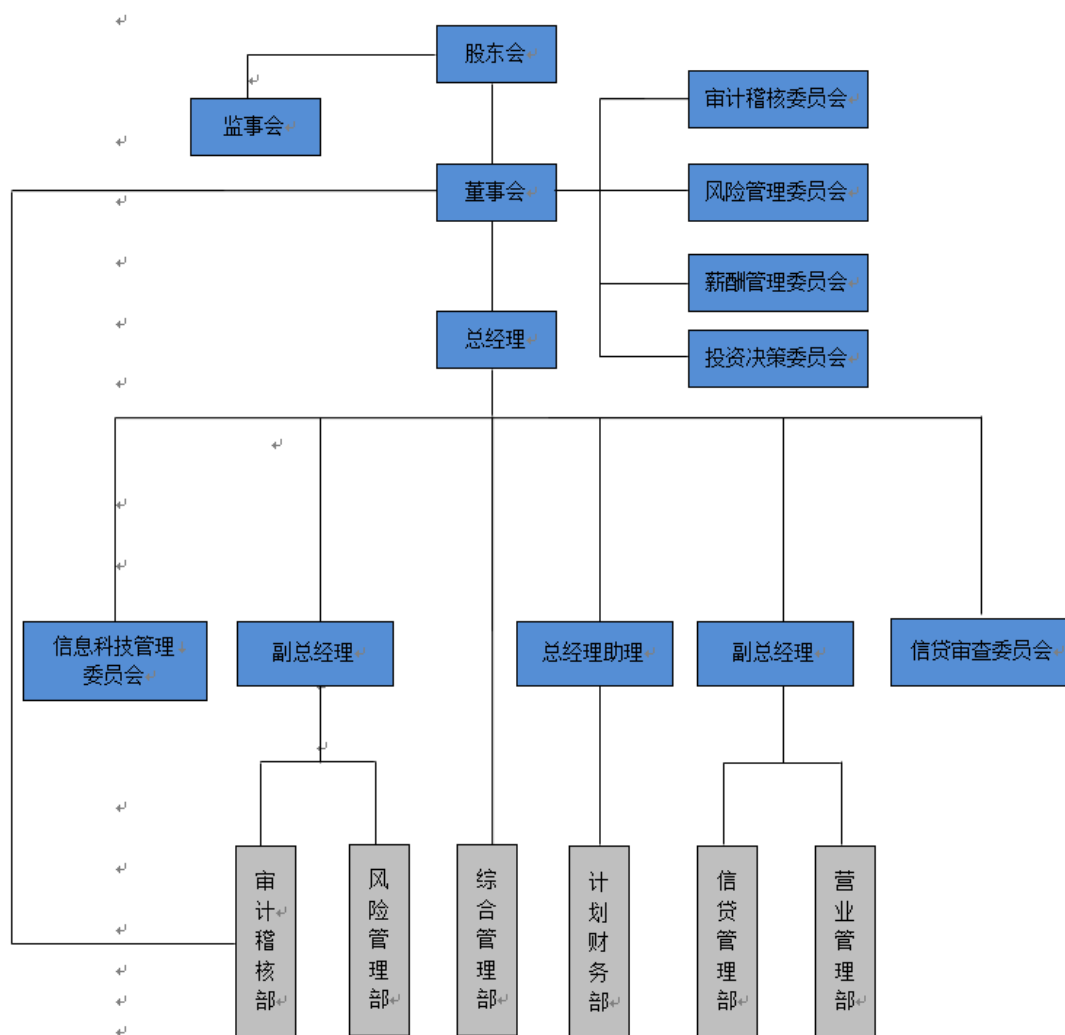 股东会
审计稽核委员会
监事会
董事会
风险管理委员会
薪酬管理委员会
总经理
投资决策委员会
信息科技管理
委员会
副总经理
总经理助理
副总经理
信贷审查委员会
审计稽核部
风险管理部
综合管理部
计划财务部
信贷管理部
营业管理部